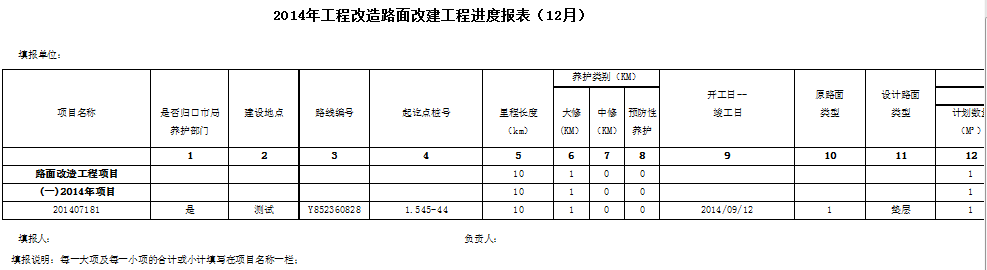 2014年工程改造路面改建工程进度报表（12月）
填报单位:
项目名称 是否归口市局养护部门 建设地点 路线编号 起讫点桩号 里程长度（km） 养护类别（KM） 大修（KM） 中修（KM） 预防性养护 开工日--竣工日 原路面类型 设计路面类型 计划数量（M²）
1 2 3 4 5 6 7 8 9 10 11 12
路面改造工程项目 10 1 0 0 1
(一)2014年项目 10 1 0 0 1
201407181 是 测试 Y852360828 1.545-44 10 1 0 0 2014/09/12 1 垫层 1
填报人: 负责人:
填报说明: 每一大项及每一小项的合计或小计填写在项目名称一栏;